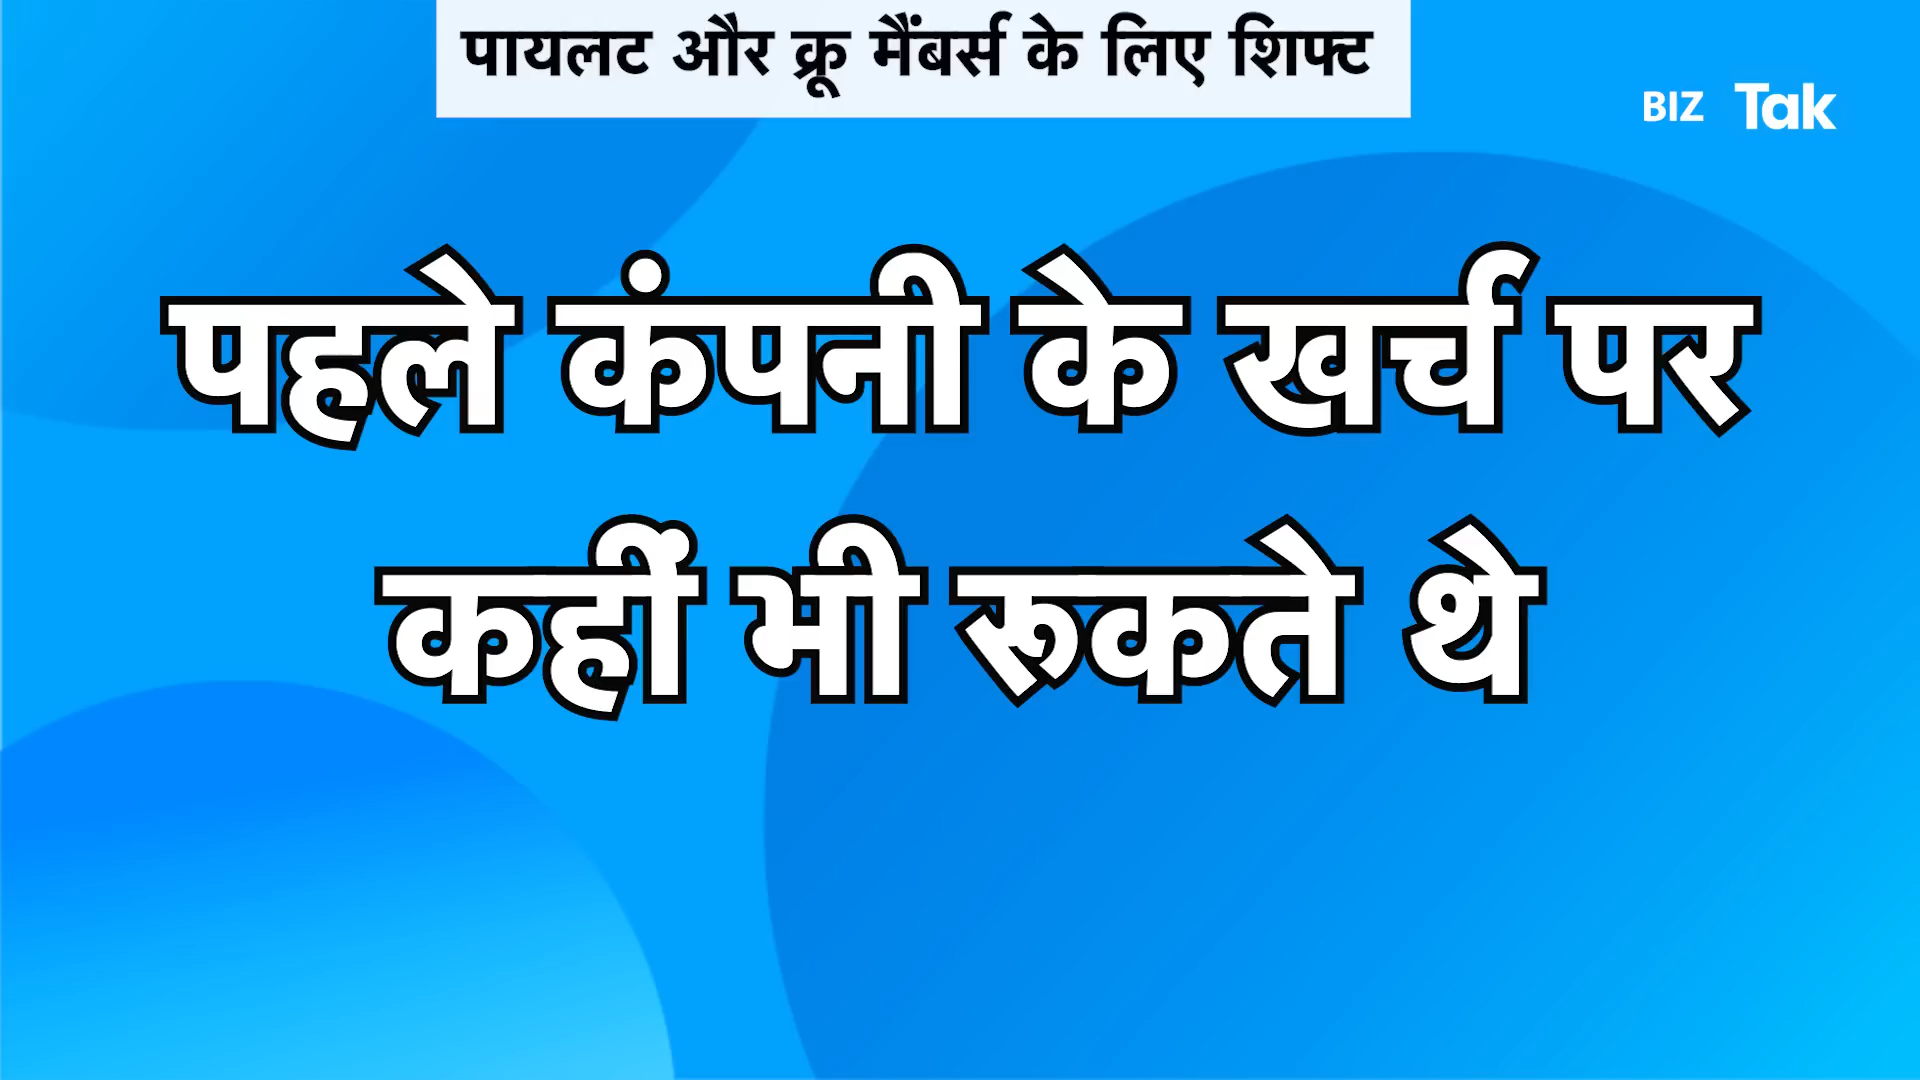 पायलट और क्रू मैंबर्स के लिए शिफ्ट
BIZ Tak
पहले कंपनी के खर्च पर
कहीं भी रुकते थे